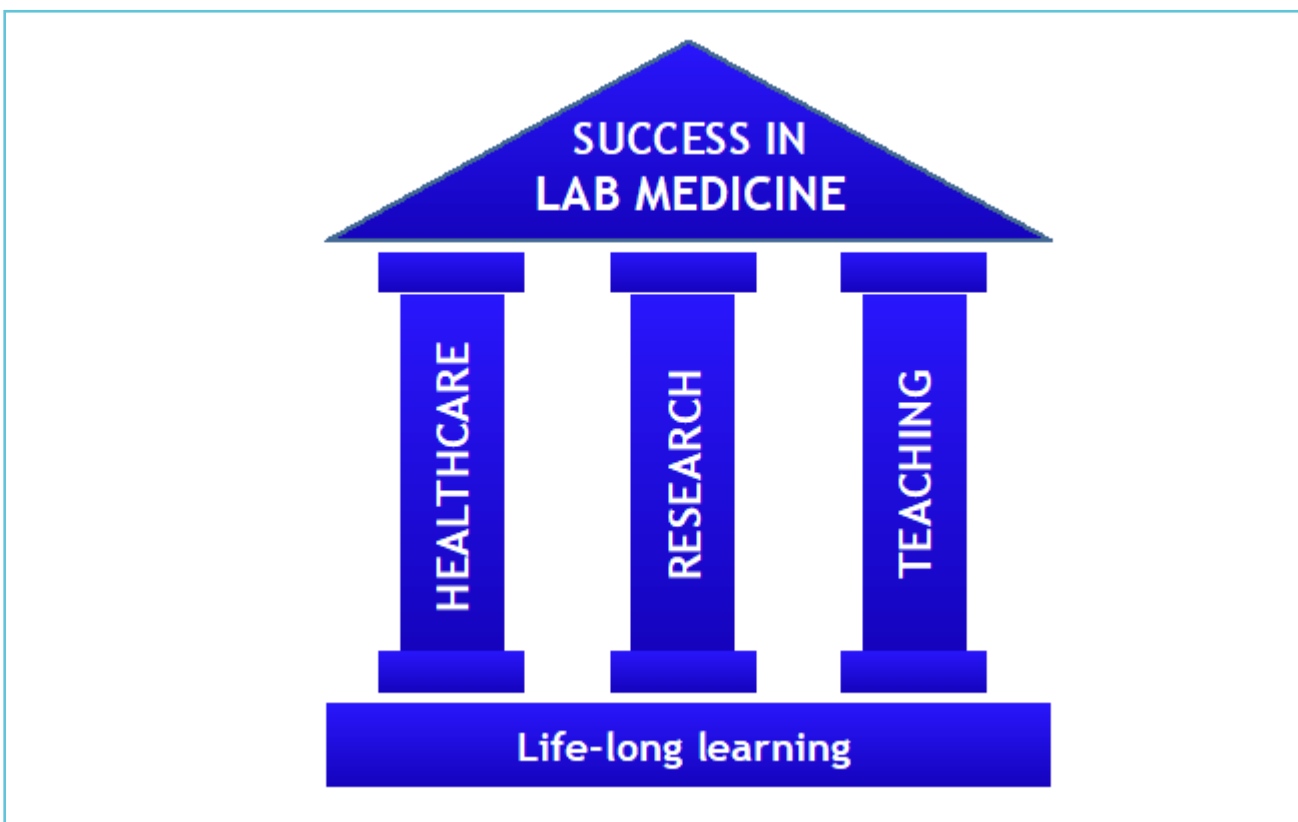 SUCCESS IN
LAB MEDICINE
HEALTHCARE
RESEARCH
TEACHING
Life-long learning